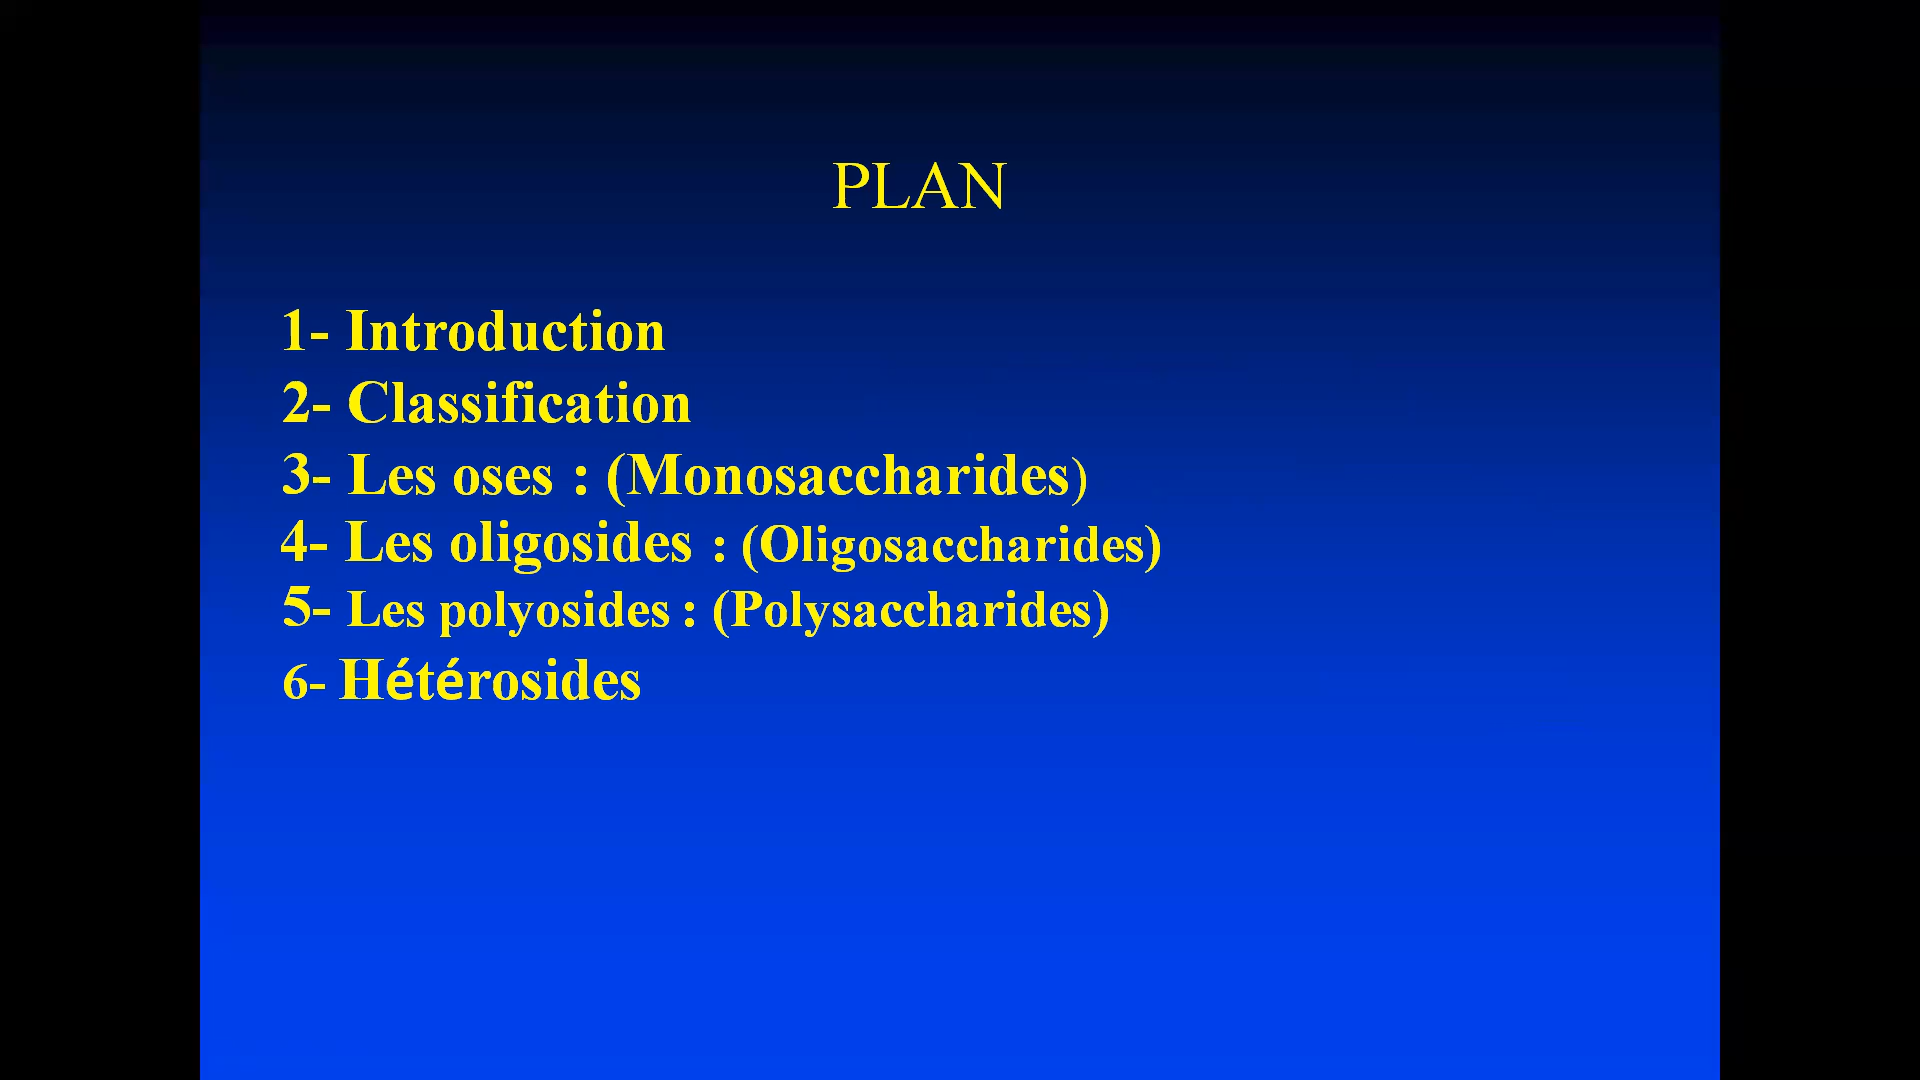 PLAN
1- Introduction
2- Classification
3- Les oses : (Monosaccharides)
4- Les oligosides : (Oligosaccharides)
5- Les polyosides : (Polysaccharides)
6- Hétérosides